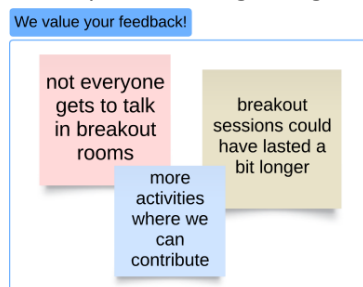 We value your feedback!
not everyone
gets to talk
in breakout
rooms
breakout
sessions could
have lasted a
bit longer
more
activities
where we
can
contribute